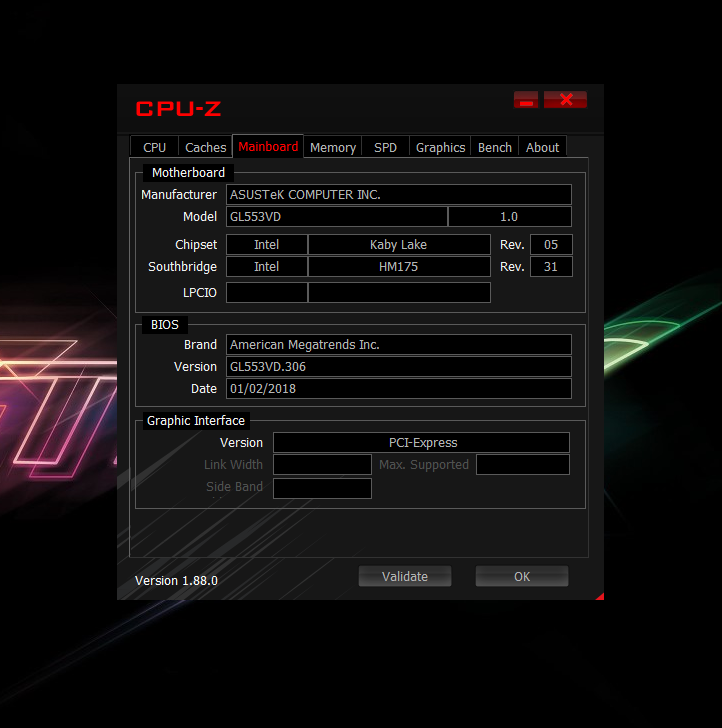 CPU-Z
CPU Caches Mainboard Memory SPD Graphics Bench About
Motherboard
Manufacturer ASUSTeK COMPUTER INC.
Model GL553VD 1.0
Chipset Intel Kaby Lake Rev. 05
Southbridge Intel HM175 Rev. 31
LPCIO
BIOS
Brand American Megatrends Inc.
Version GL553VD.306
Date 01/02/2018
Graphic Interface
Version PCI-Express
Link Width Max. Supported
Side Band
Version 1.88.0 Validate OK